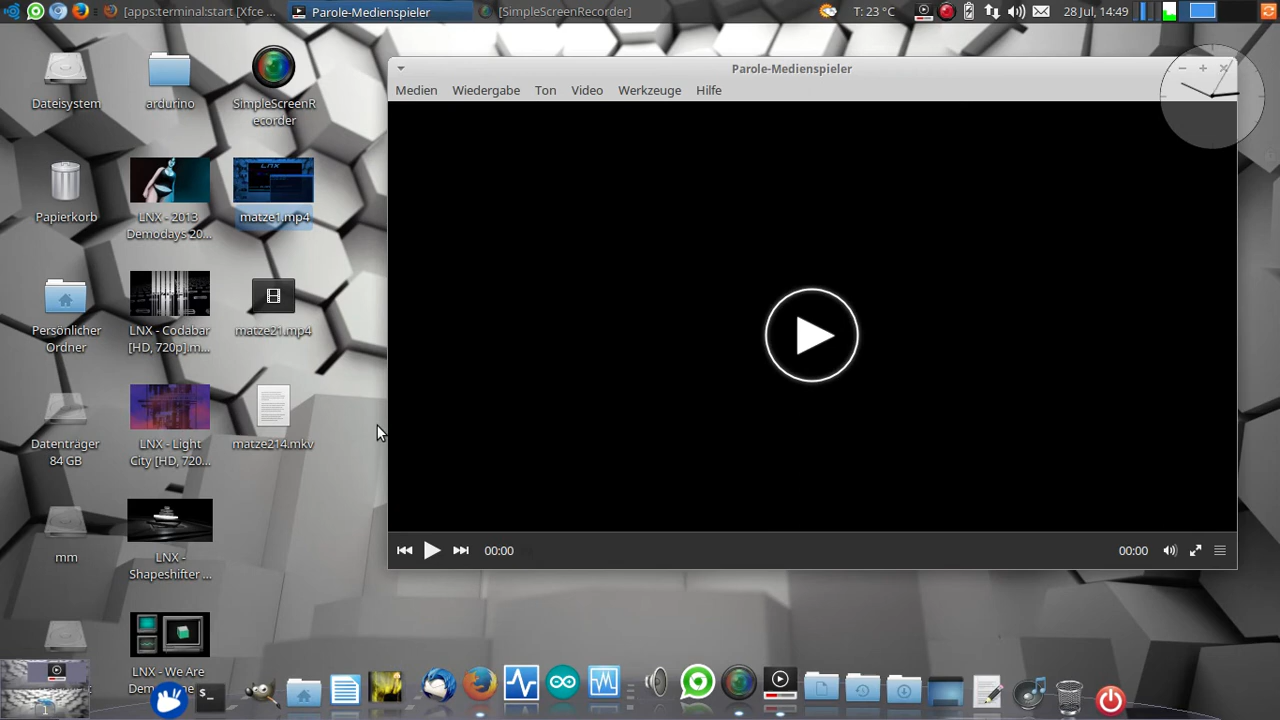 [apps:terminal:start [Xfce ...
Parole-Medienspieler
[SimpleScreenRecorder]
T: 23 °C
28 Jul, 14:49
Parole-Medienspieler
Medien Wiedergabe Ton Video Werkzeuge Hilfe
Dateisystem
ardurino
SimpleScreenR
ecorder
Papierkorb
LNX - 2013
Demodays 20...
matze1.mp4
Persönlicher
Ordner
LNX - Codabar
[HD, 720p].m...
matze21.mp4
Datenträger
84 GB
LNX - Light
City [HD, 720...
matze214.mkv
mm
LNX -
Shapeshifter ...
LNX - We Are
00:00
00:00
1